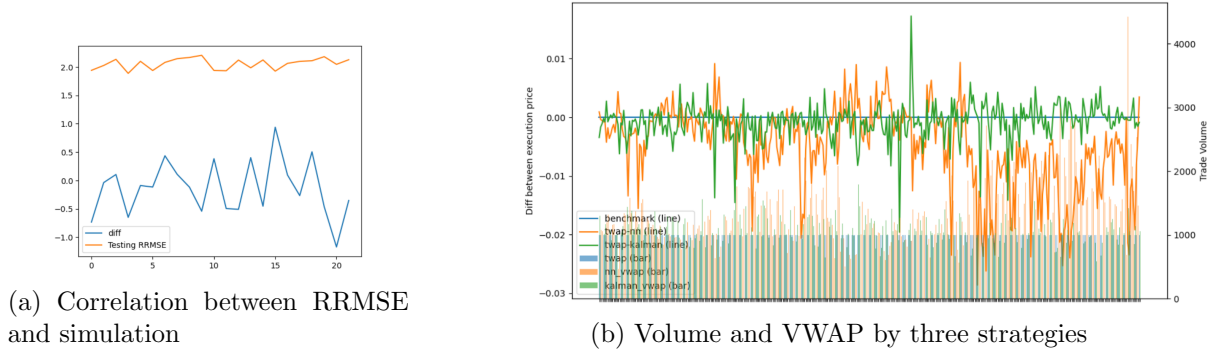 2.0
1.5
1.0
0.5
0.0
−0.5
−1.0
diff
Testing RRMSE
0
5
10
15
20
(a) Correlation between RRMSE
and simulation
Diff between execution price
0.01
0.00
−0.01
−0.02
−0.03
benchmark (line)
twap-nn (line)
twap-kalman (line)
twap (bar)
nn_vwap (bar)
kalman_vwap (bar)
4000
3000
2000
1000
0
Trade Volume
(b) Volume and VWAP by three strategies